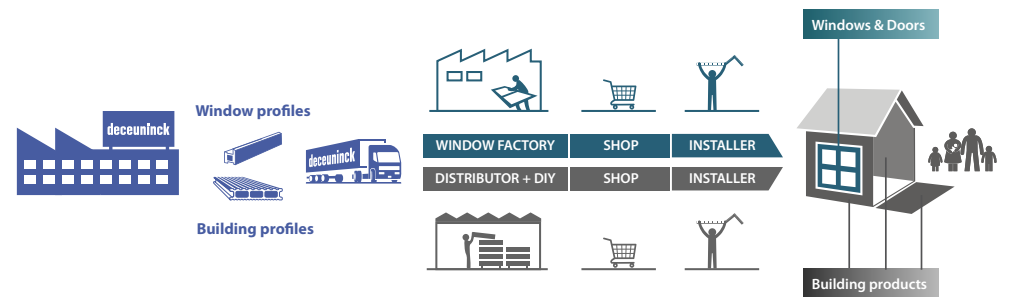 deceuninck
Window profiles
deceuninck
Building profiles
WINDOW FACTORY
SHOP
INSTALLER
DISTRIBUTOR + DIY
SHOP
INSTALLER
Windows & Doors
Building products